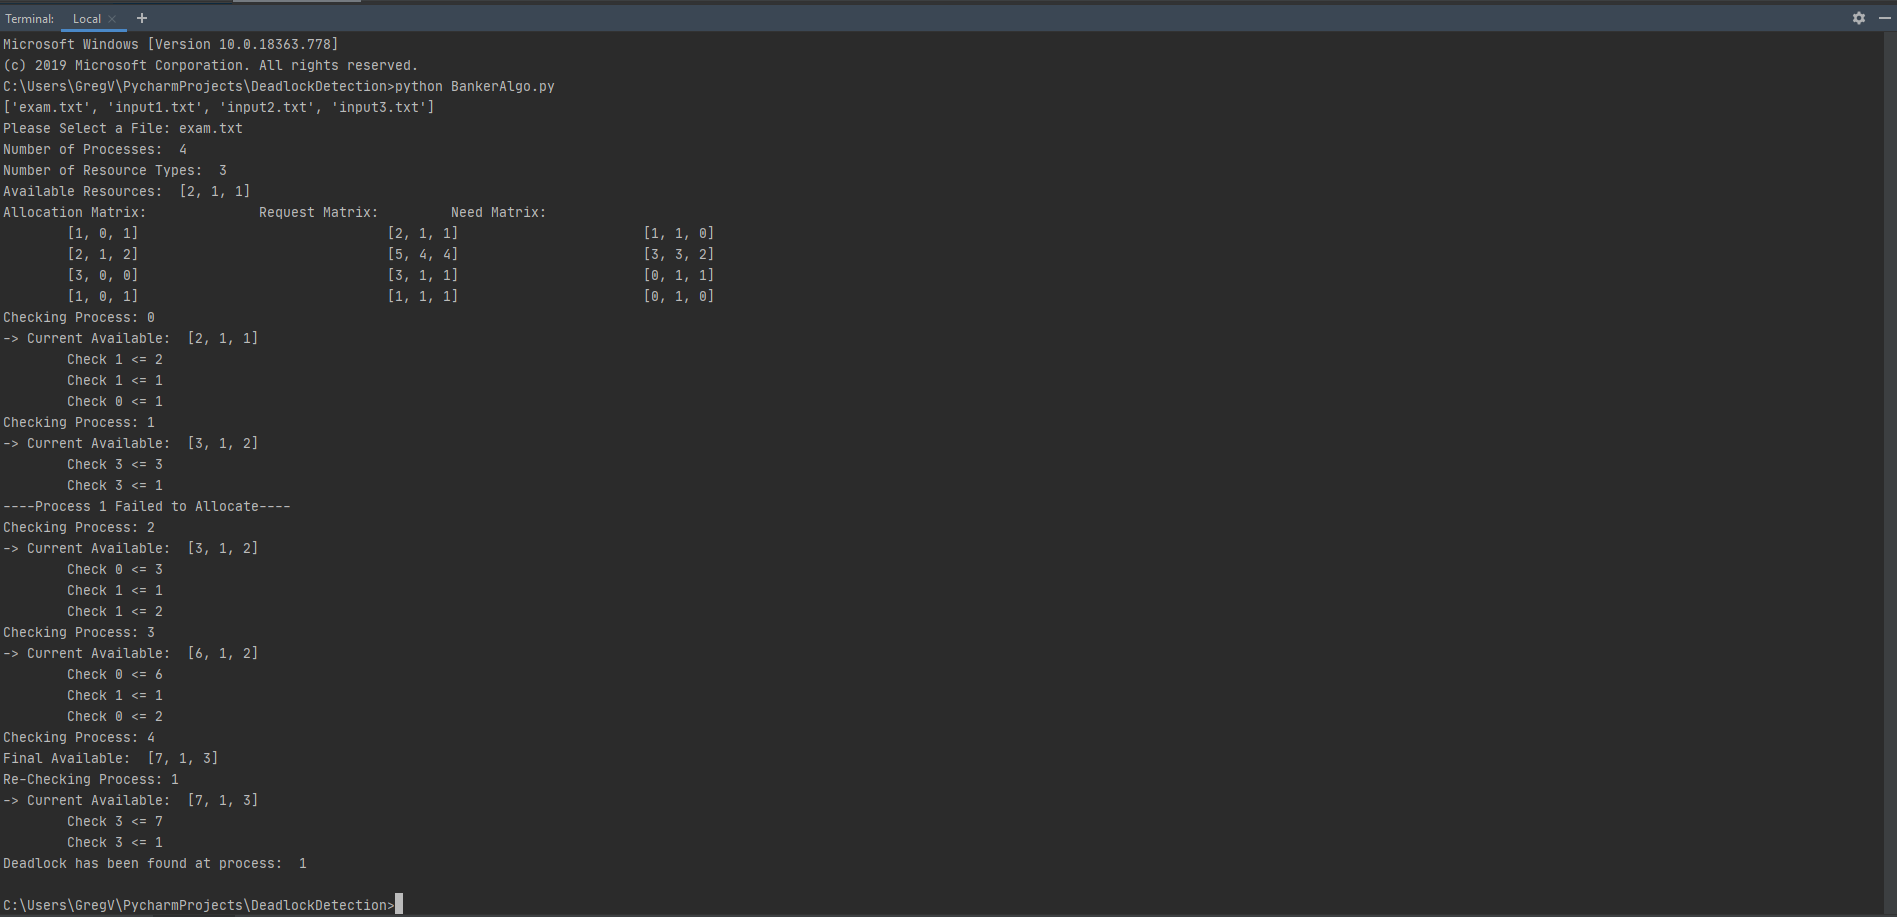 Terminal: Local × +
Microsoft Windows [Version 10.0.18363.778]
(c) 2019 Microsoft Corporation. All rights reserved.
C:\Users\GregV\PycharmProjects\DeadlockDetection>python BankerAlgo.py
['exam.txt', 'input1.txt', 'input2.txt', 'input3.txt']
Please Select a File: exam.txt
Number of Processes:  4
Number of Resource Types:  3
Available Resources:  [2, 1, 1]
Allocation Matrix:              Request Matrix:         Need Matrix:
        [1, 0, 1]                               [2, 1, 1]                       [1, 1, 0]
        [2, 1, 2]                               [5, 4, 4]                       [3, 3, 2]
        [3, 0, 0]                               [3, 1, 1]                       [0, 1, 1]
        [1, 0, 1]                               [1, 1, 1]                       [0, 1, 0]
Checking Process: 0
-> Current Available:  [2, 1, 1]
        Check 1 <= 2
        Check 1 <= 1
        Check 0 <= 1
Checking Process: 1
-> Current Available:  [3, 1, 2]
        Check 3 <= 3
        Check 3 <= 1
----Process 1 Failed to Allocate----
Checking Process: 2
-> Current Available:  [3, 1, 2]
        Check 0 <= 3
        Check 1 <= 1
        Check 1 <= 2
Checking Process: 3
-> Current Available:  [6, 1, 2]
        Check 0 <= 6
        Check 1 <= 1
        Check 0 <= 2
Checking Process: 4
Final Available:  [7, 1, 3]
Re-Checking Process: 1
-> Current Available:  [7, 1, 3]
        Check 3 <= 7
        Check 3 <= 1
Deadlock has been found at process:  1
C:\Users\GregV\PycharmProjects\DeadlockDetection>